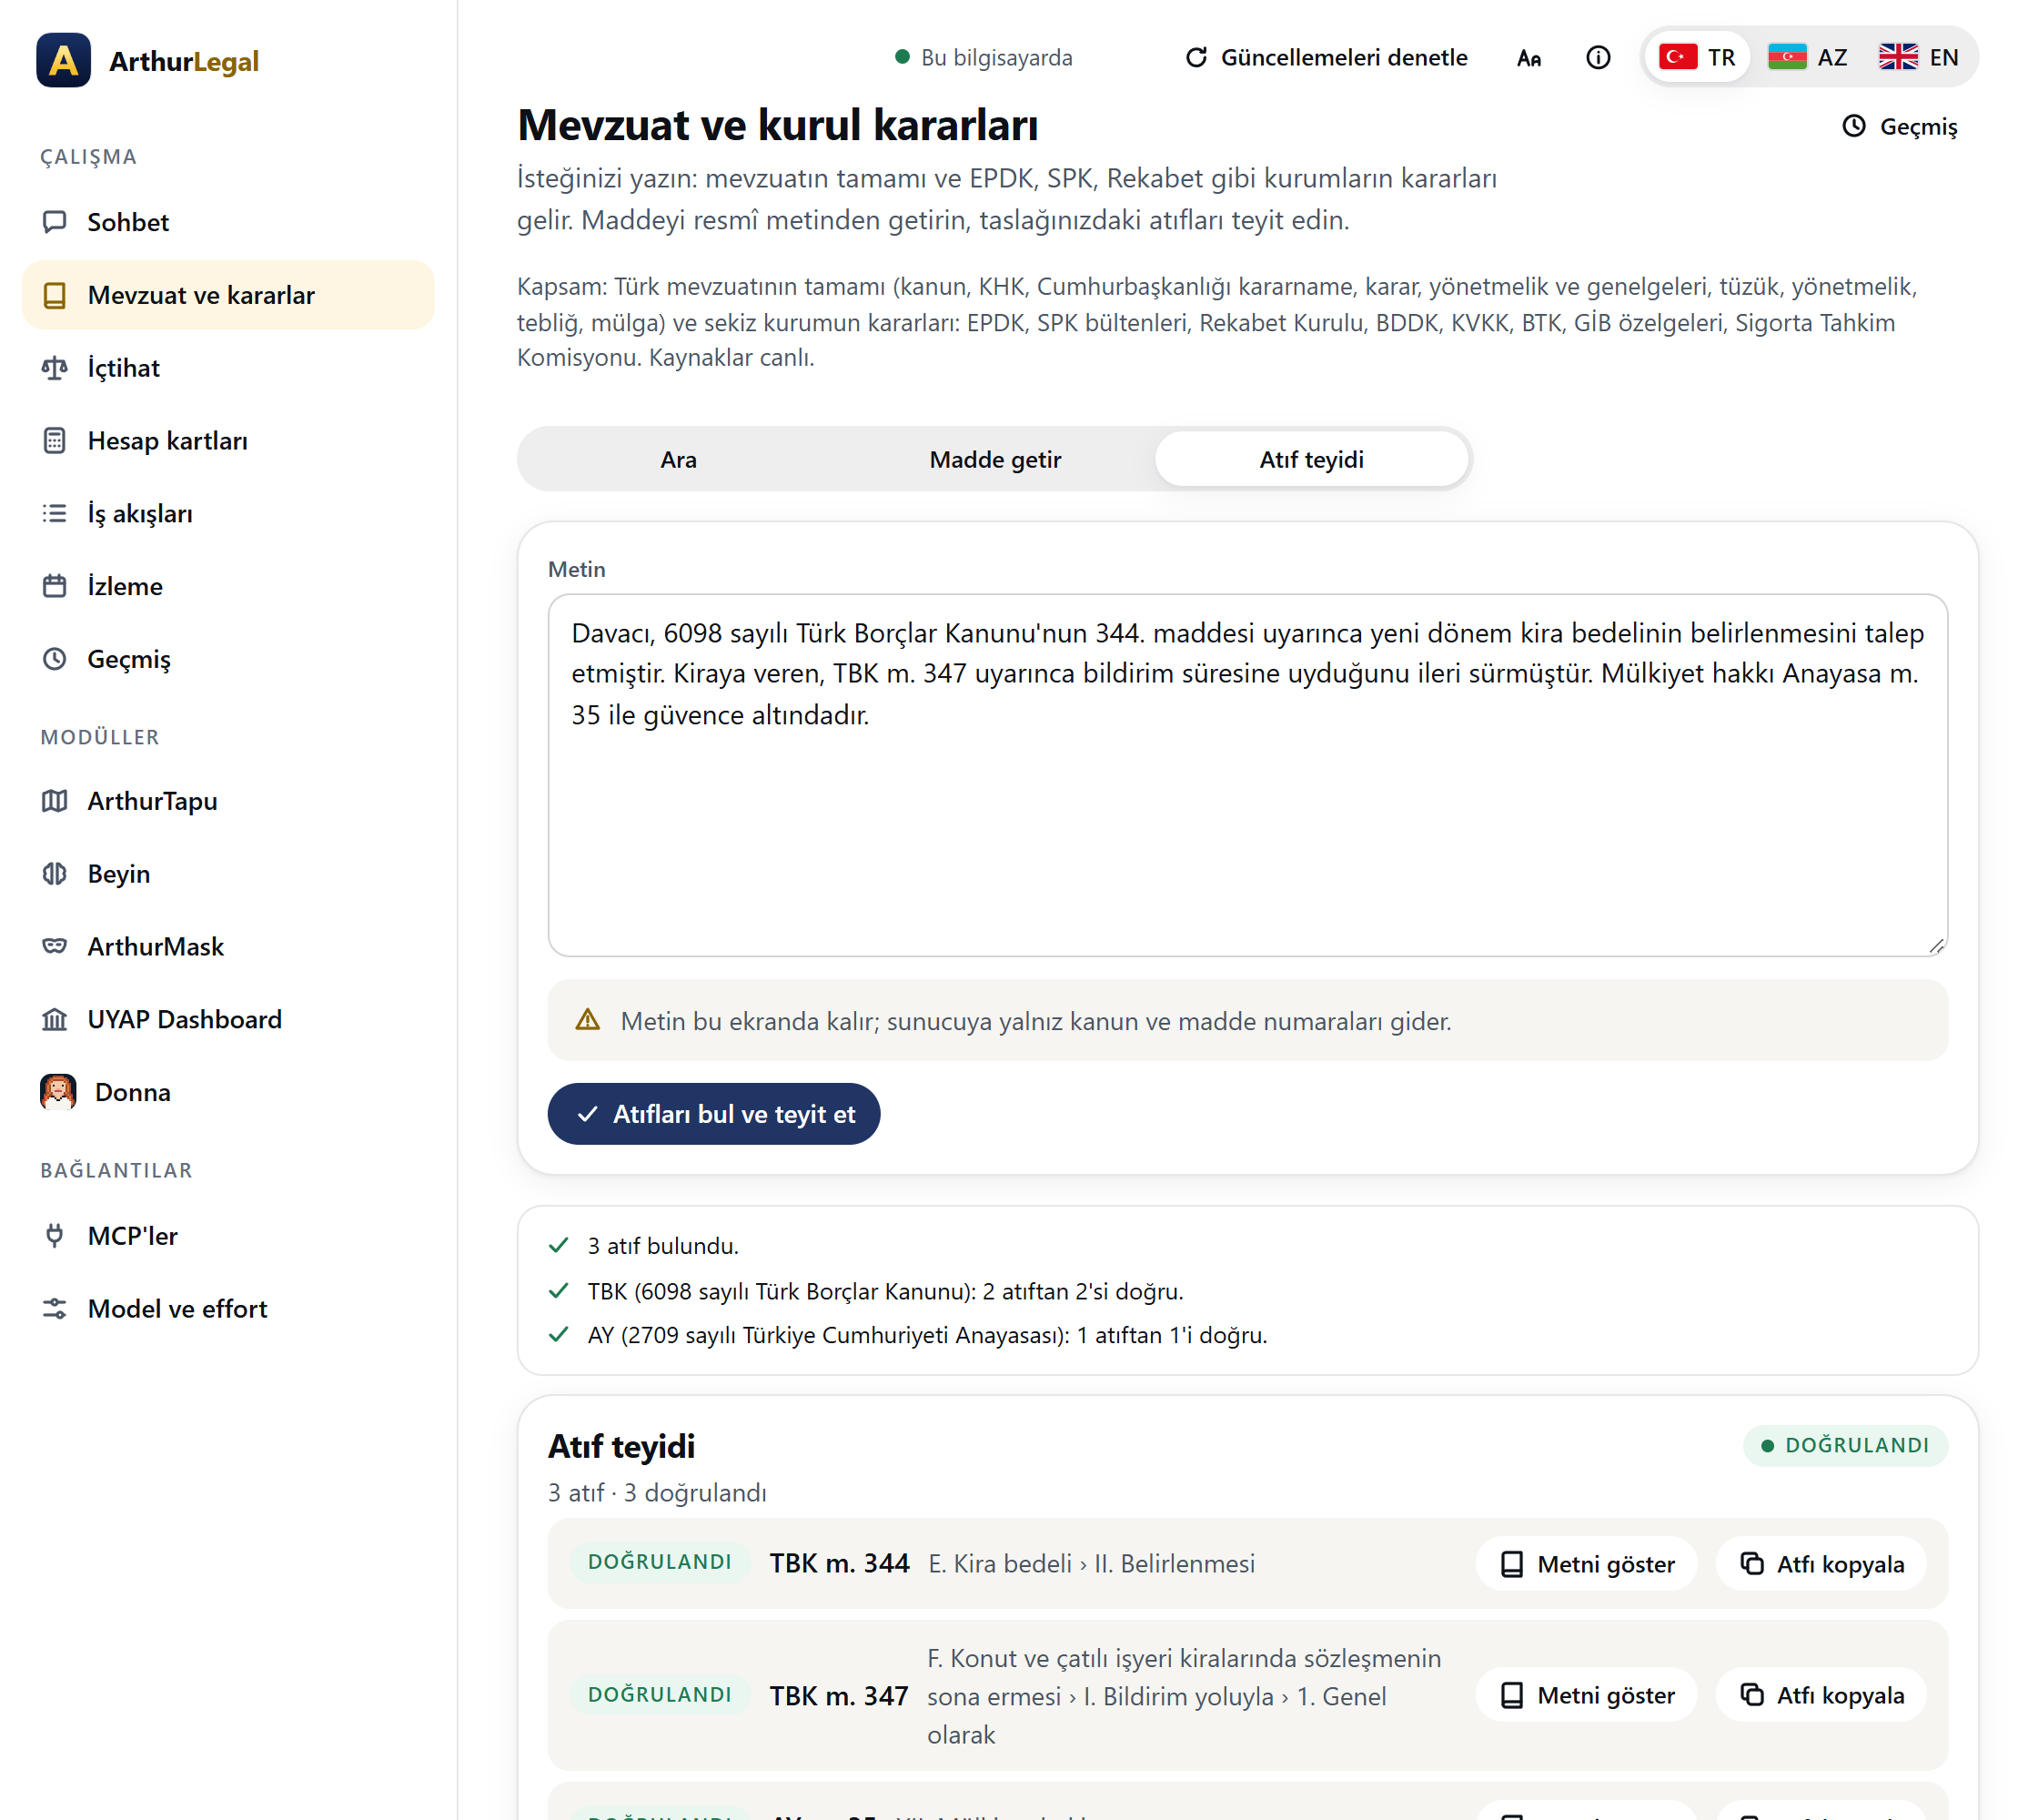 ArthurLegal
Bu bilgisayarda
Güncellemeleri denetle
TR
AZ
EN
ÇALIŞMA
Sohbet
Mevzuat ve kararlar
İçtihat
Hesap kartları
İş akışları
İzleme
Geçmiş
MODÜLLER
ArthurTapu
Beyin
ArthurMask
UYAP Dashboard
Donna
BAĞLANTILAR
MCP'ler
Model ve effort
Mevzuat ve kurul kararları
Geçmiş
İsteğinizi yazın: mevzuatın tamamı ve EPDK, SPK, Rekabet gibi kurumların kararları
gelir. Maddeyi resmî metinden getirin, taslağınızdaki atıfları teyit edin.
Kapsam: Türk mevzuatının tamamı (kanun, KHK, Cumhurbaşkanlığı kararname, karar, yönetmelik ve genelgeleri, tüzük, yönetmelik,
tebliğ, mülga) ve sekiz kurumun kararları: EPDK, SPK bültenleri, Rekabet Kurulu, BDDK, KVKK, BTK, GİB özelgeleri, Sigorta Tahkim
Komisyonu. Kaynaklar canlı.
Ara
Madde getir
Atıf teyidi
Metin
Davacı, 6098 sayılı Türk Borçlar Kanunu'nun 344. maddesi uyarınca yeni dönem kira bedelinin belirlenmesini talep
etmiştir. Kiraya veren, TBK m. 347 uyarınca bildirim süresine uyduğunu ileri sürmüştür. Mülkiyet hakkı Anayasa m.
35 ile güvence altındadır.
Metin bu ekranda kalır; sunucuya yalnız kanun ve madde numaraları gider.
Atıfları bul ve teyit et
3 atıf bulundu.
TBK (6098 sayılı Türk Borçlar Kanunu): 2 atıftan 2'si doğru.
AY (2709 sayılı Türkiye Cumhuriyeti Anayasası): 1 atıftan 1'i doğru.
Atıf teyidi
DOĞRULANDI
3 atıf · 3 doğrulandı
DOĞRULANDI TBK m. 344 E. Kira bedeli › II. Belirlenmesi
Metni göster
Atfı kopyala
DOĞRULANDI TBK m. 347
F. Konut ve çatılı işyeri kiralarında sözleşmenin
sona ermesi › I. Bildirim yoluyla › 1. Genel
olarak
Metni göster
Atfı kopyala